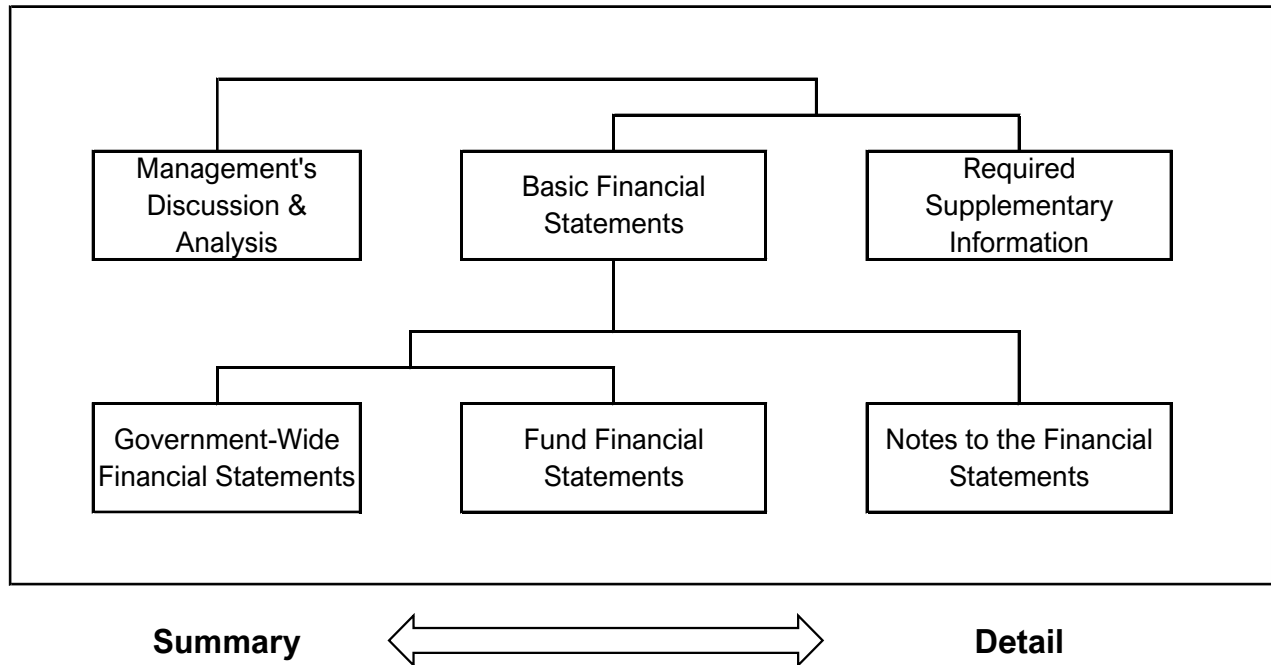 Management's
Discussion &
Analysis
Basic Financial
Statements
Required
Supplementary
Information
Government-Wide
Financial Statements
Fund Financial
Statements
Notes to the Financial
Statements
Summary
Detail